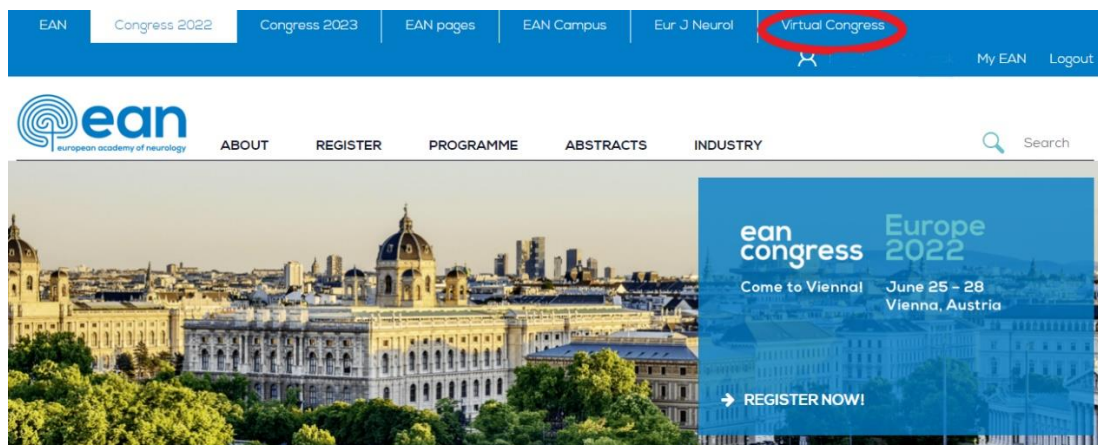 EAN Congress 2022 Congress 2023 EAN pages EAN Campus Eur J Neurol Virtual Congress
My EAN Logout
ean
european academy of neurology
ABOUT REGISTER PROGRAMME ABSTRACTS INDUSTRY
Search
ean
congress
Europe
2022
Come to Vienna!
June 25 – 28
Vienna, Austria
→ REGISTER NOW!